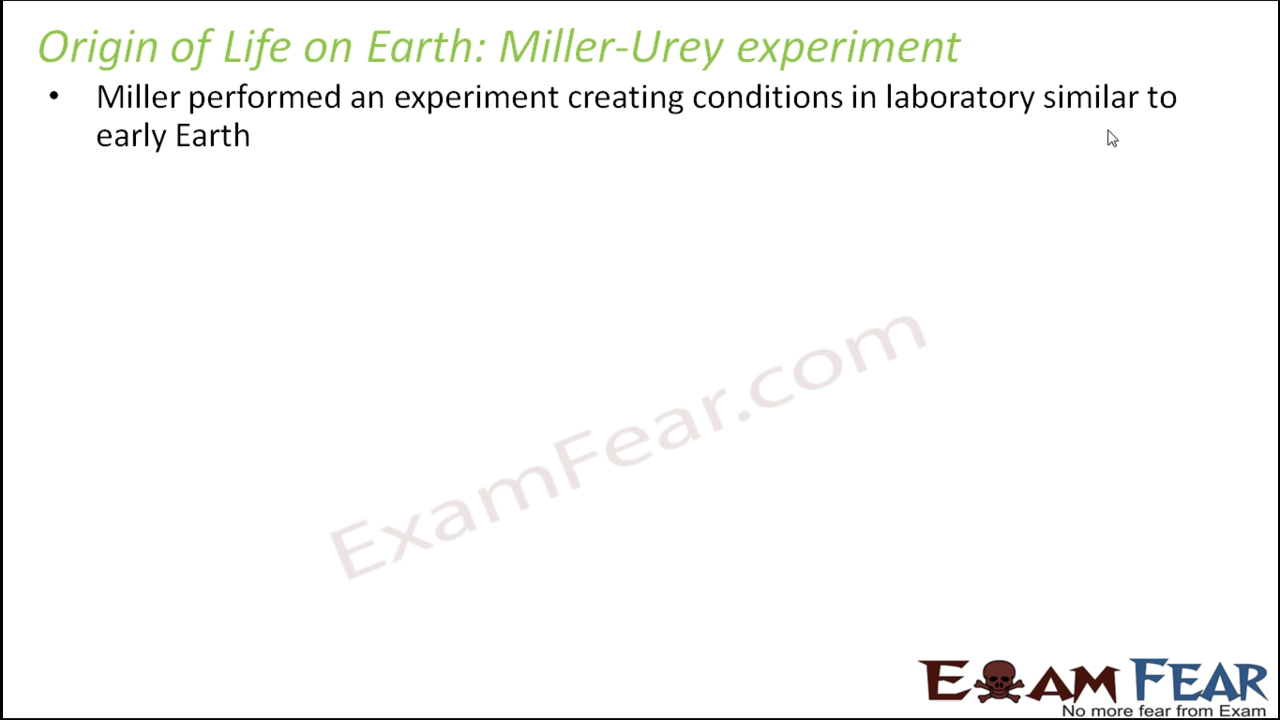 Origin of Life on Earth: Miller-Urey experiment
• Miller performed an experiment creating conditions in laboratory similar to
early Earth
ExamFear.com
EXAM FEAR
No more fear from Exam